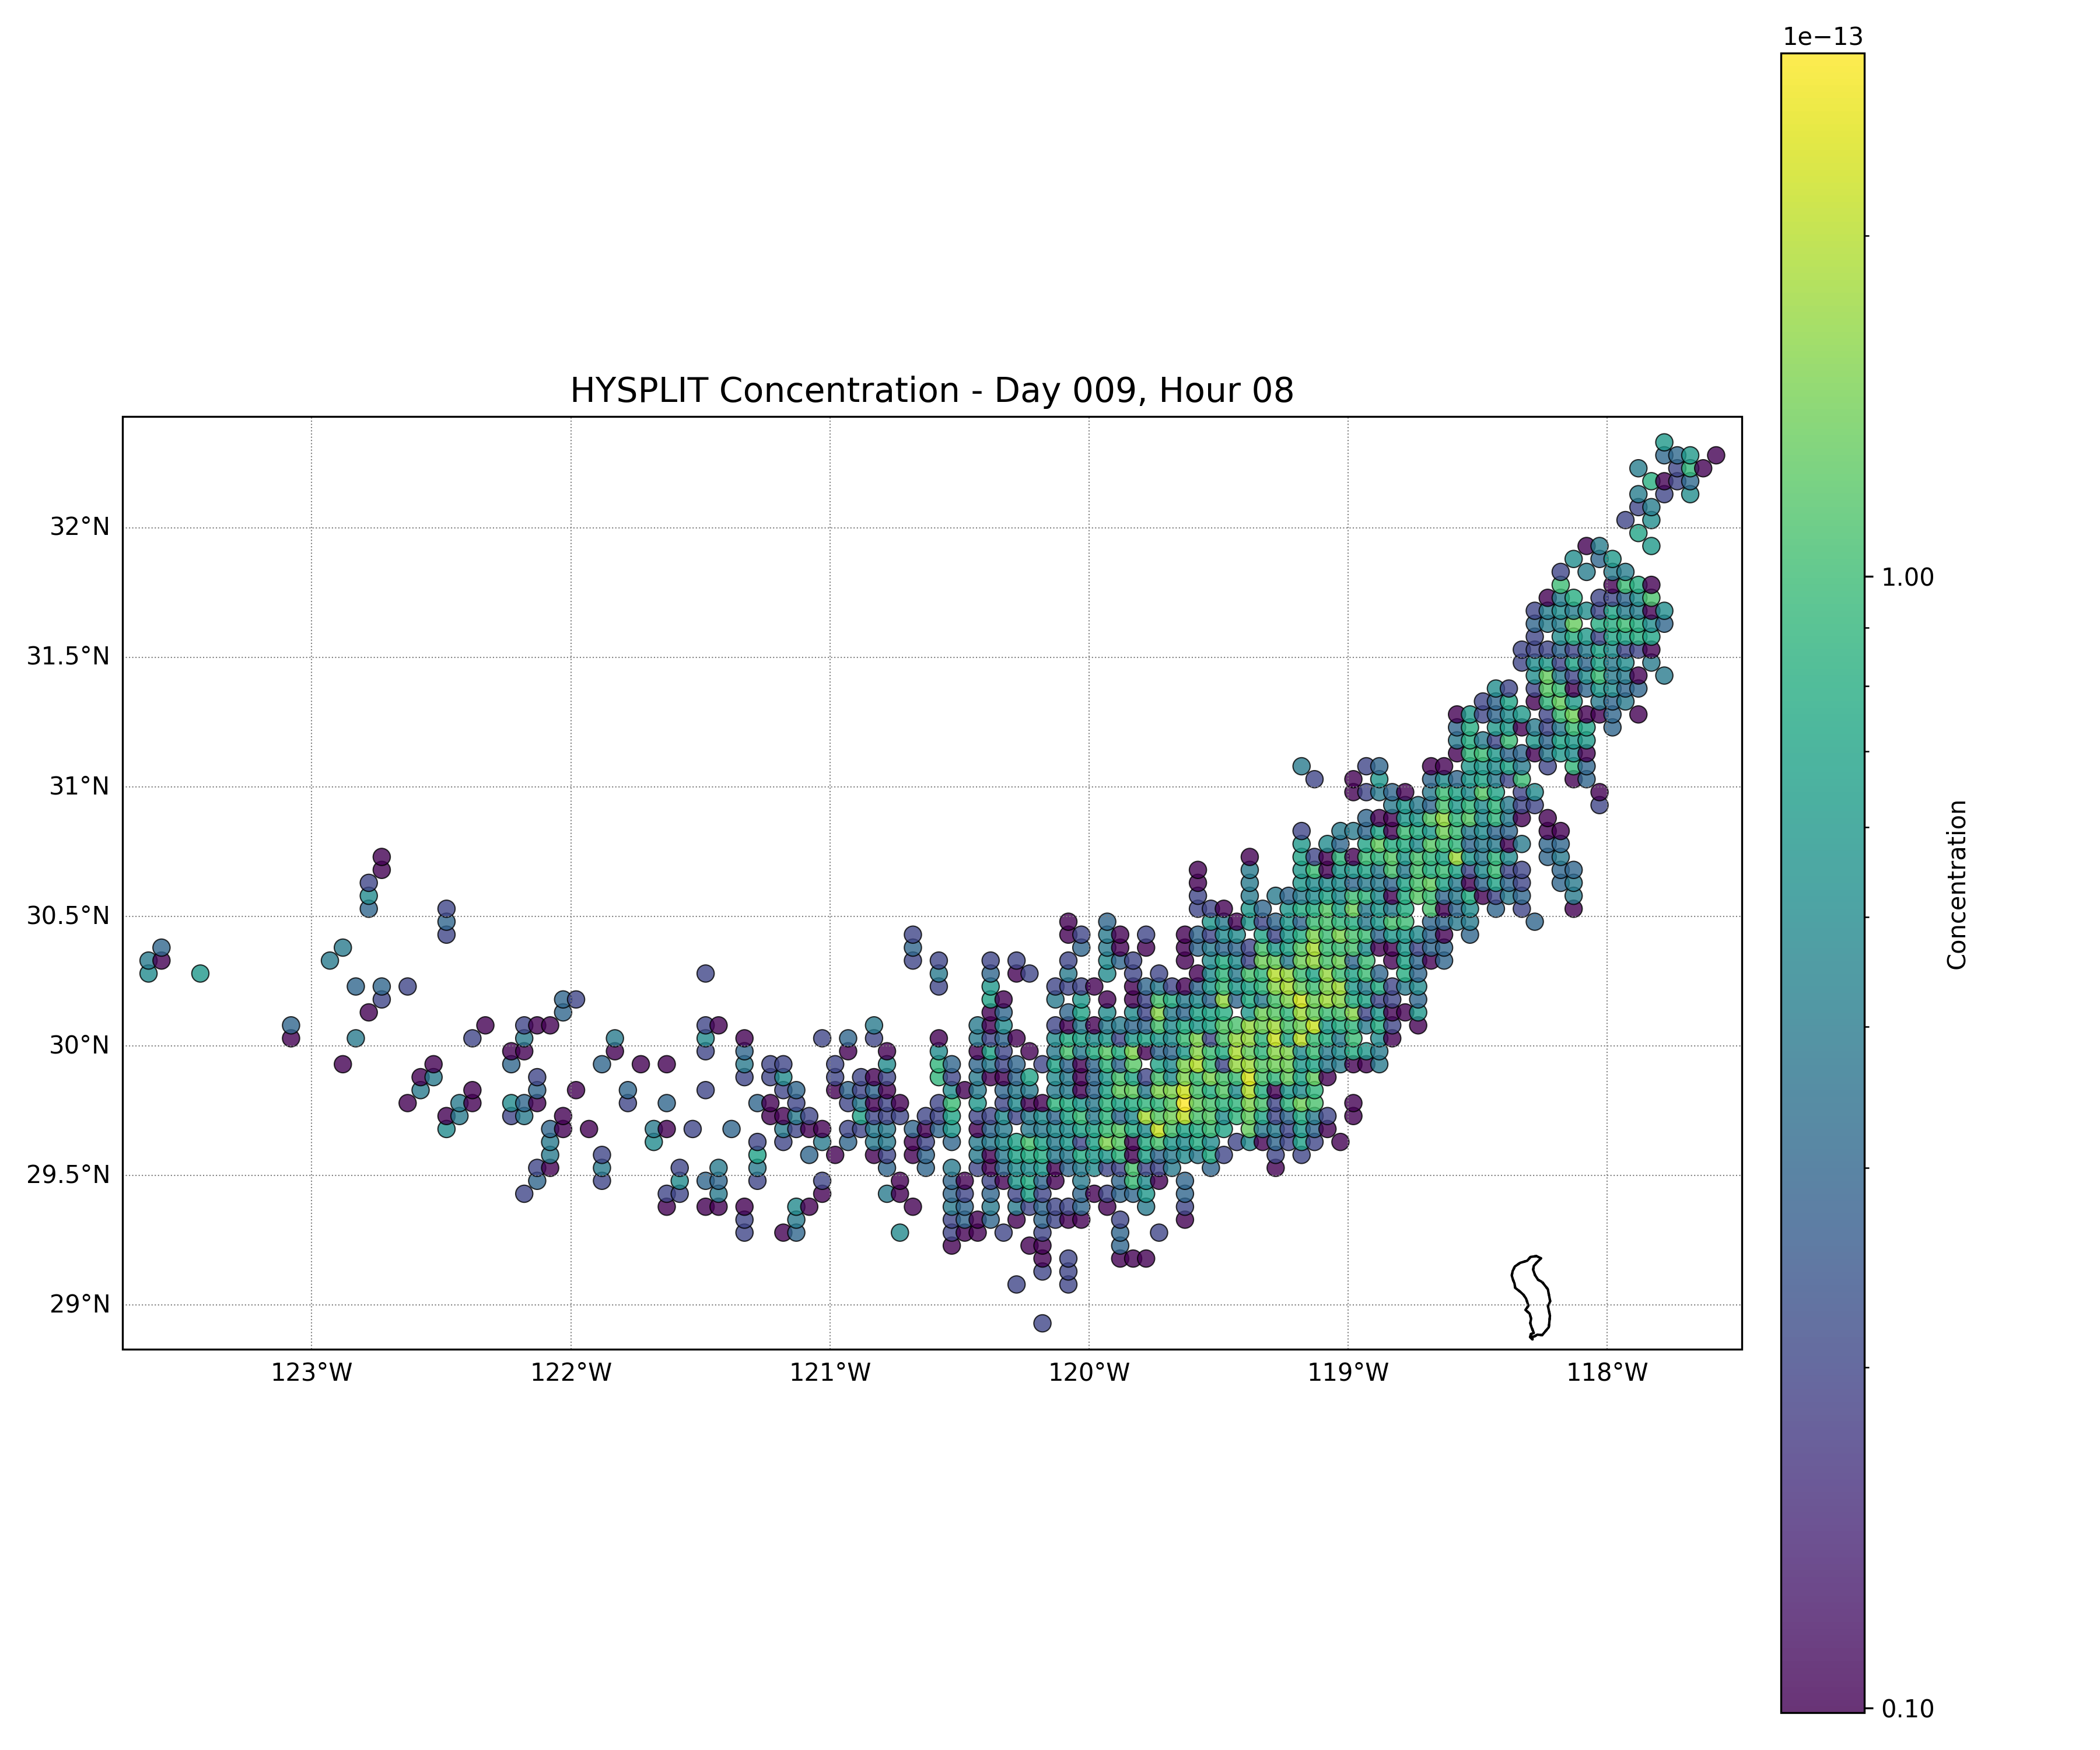 1e−13
HYSPLIT Concentration - Day 009, Hour 08
32°N
31.5°N
31°N
30.5°N
30°N
29.5°N
29°N
123°W
122°W
121°W
120°W
119°W
118°W
1.00
0.10
Concentration